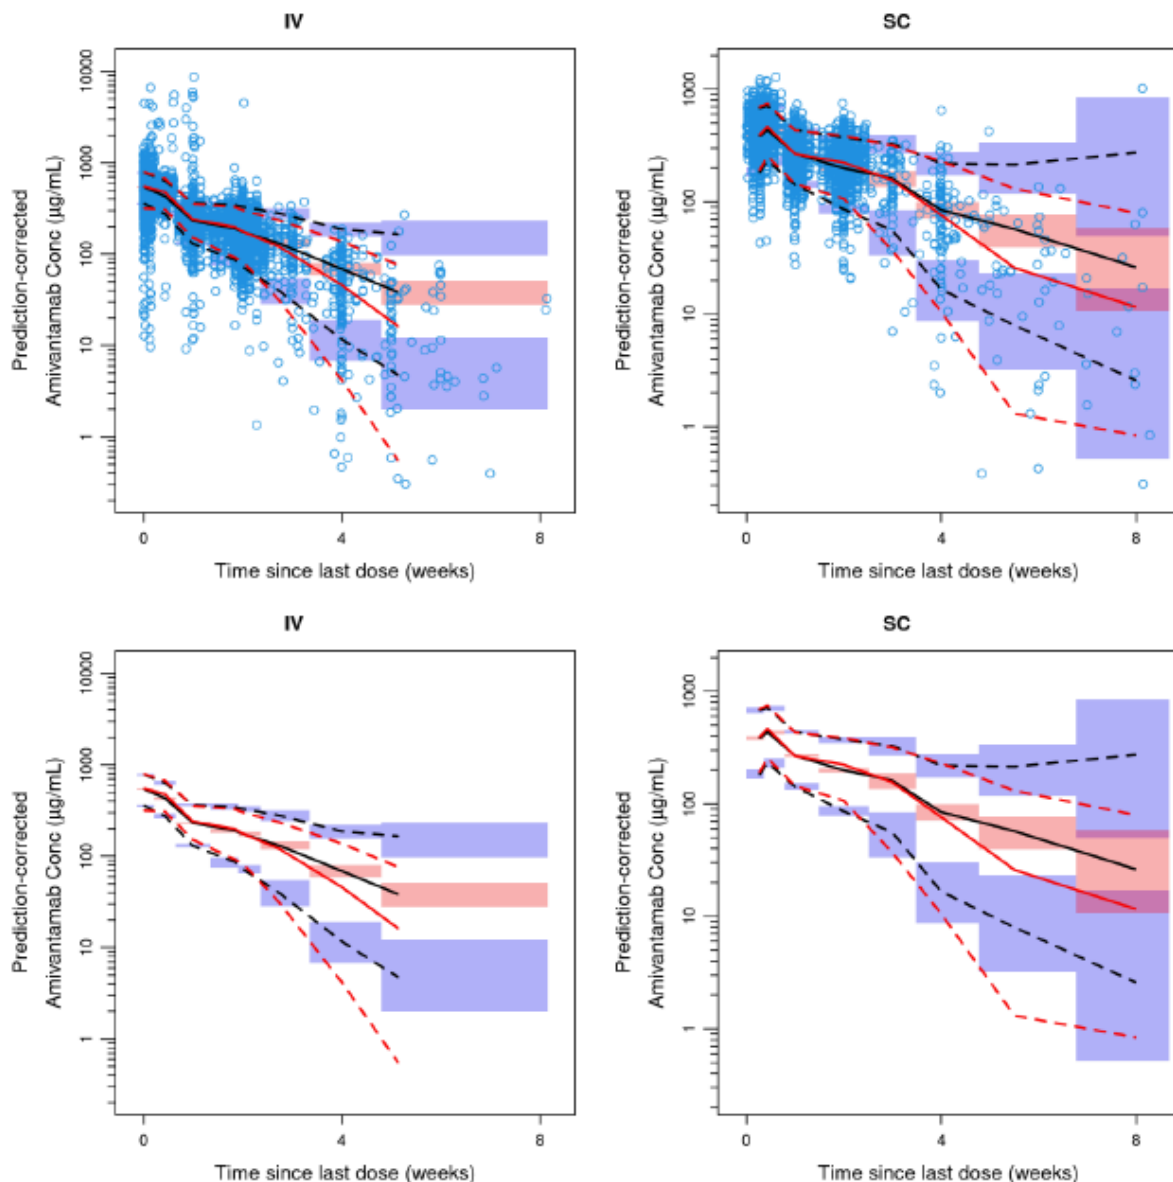 IV
SC
Prediction-corrected
Amivantamab Conc (µg/mL)
10000
1000
100
10
1
0
4
8
Time since last dose (weeks)
Prediction-corrected
Amivantamab Conc (µg/mL)
1000
100
10
1
0
4
8
Time since last dose (weeks)
IV
SC
Prediction-corrected
Amivantamab Conc (µg/mL)
10000
1000
100
10
1
0
4
8
Time since last dose (weeks)
Prediction-corrected
Amivantamab Conc (µg/mL)
1000
100
10
1
0
4
8
Time since last dose (weeks)